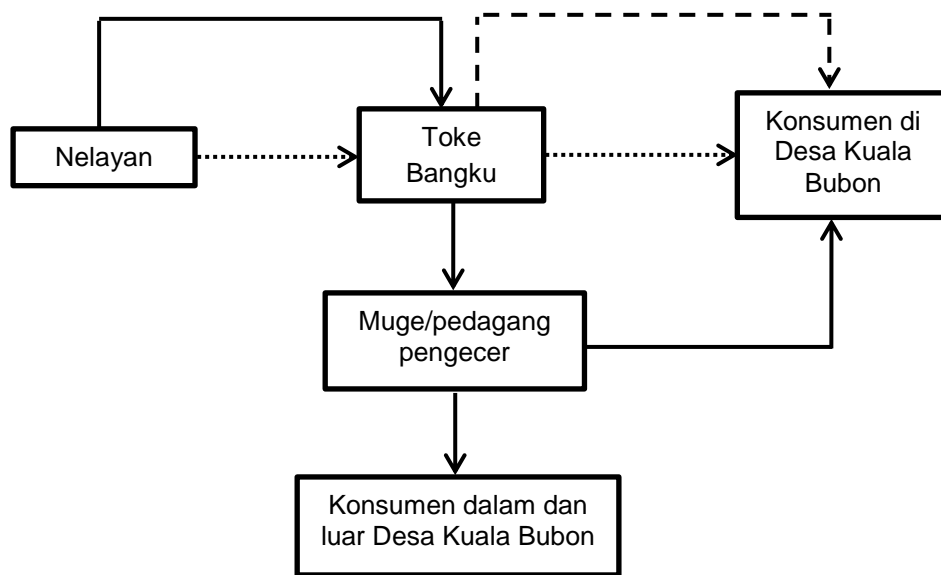 Nelayan
Toke
Bangku
Konsumen di
Desa Kuala
Bubon
Muge/pedagang
pengecer
Konsumen dalam dan
luar Desa Kuala Bubon